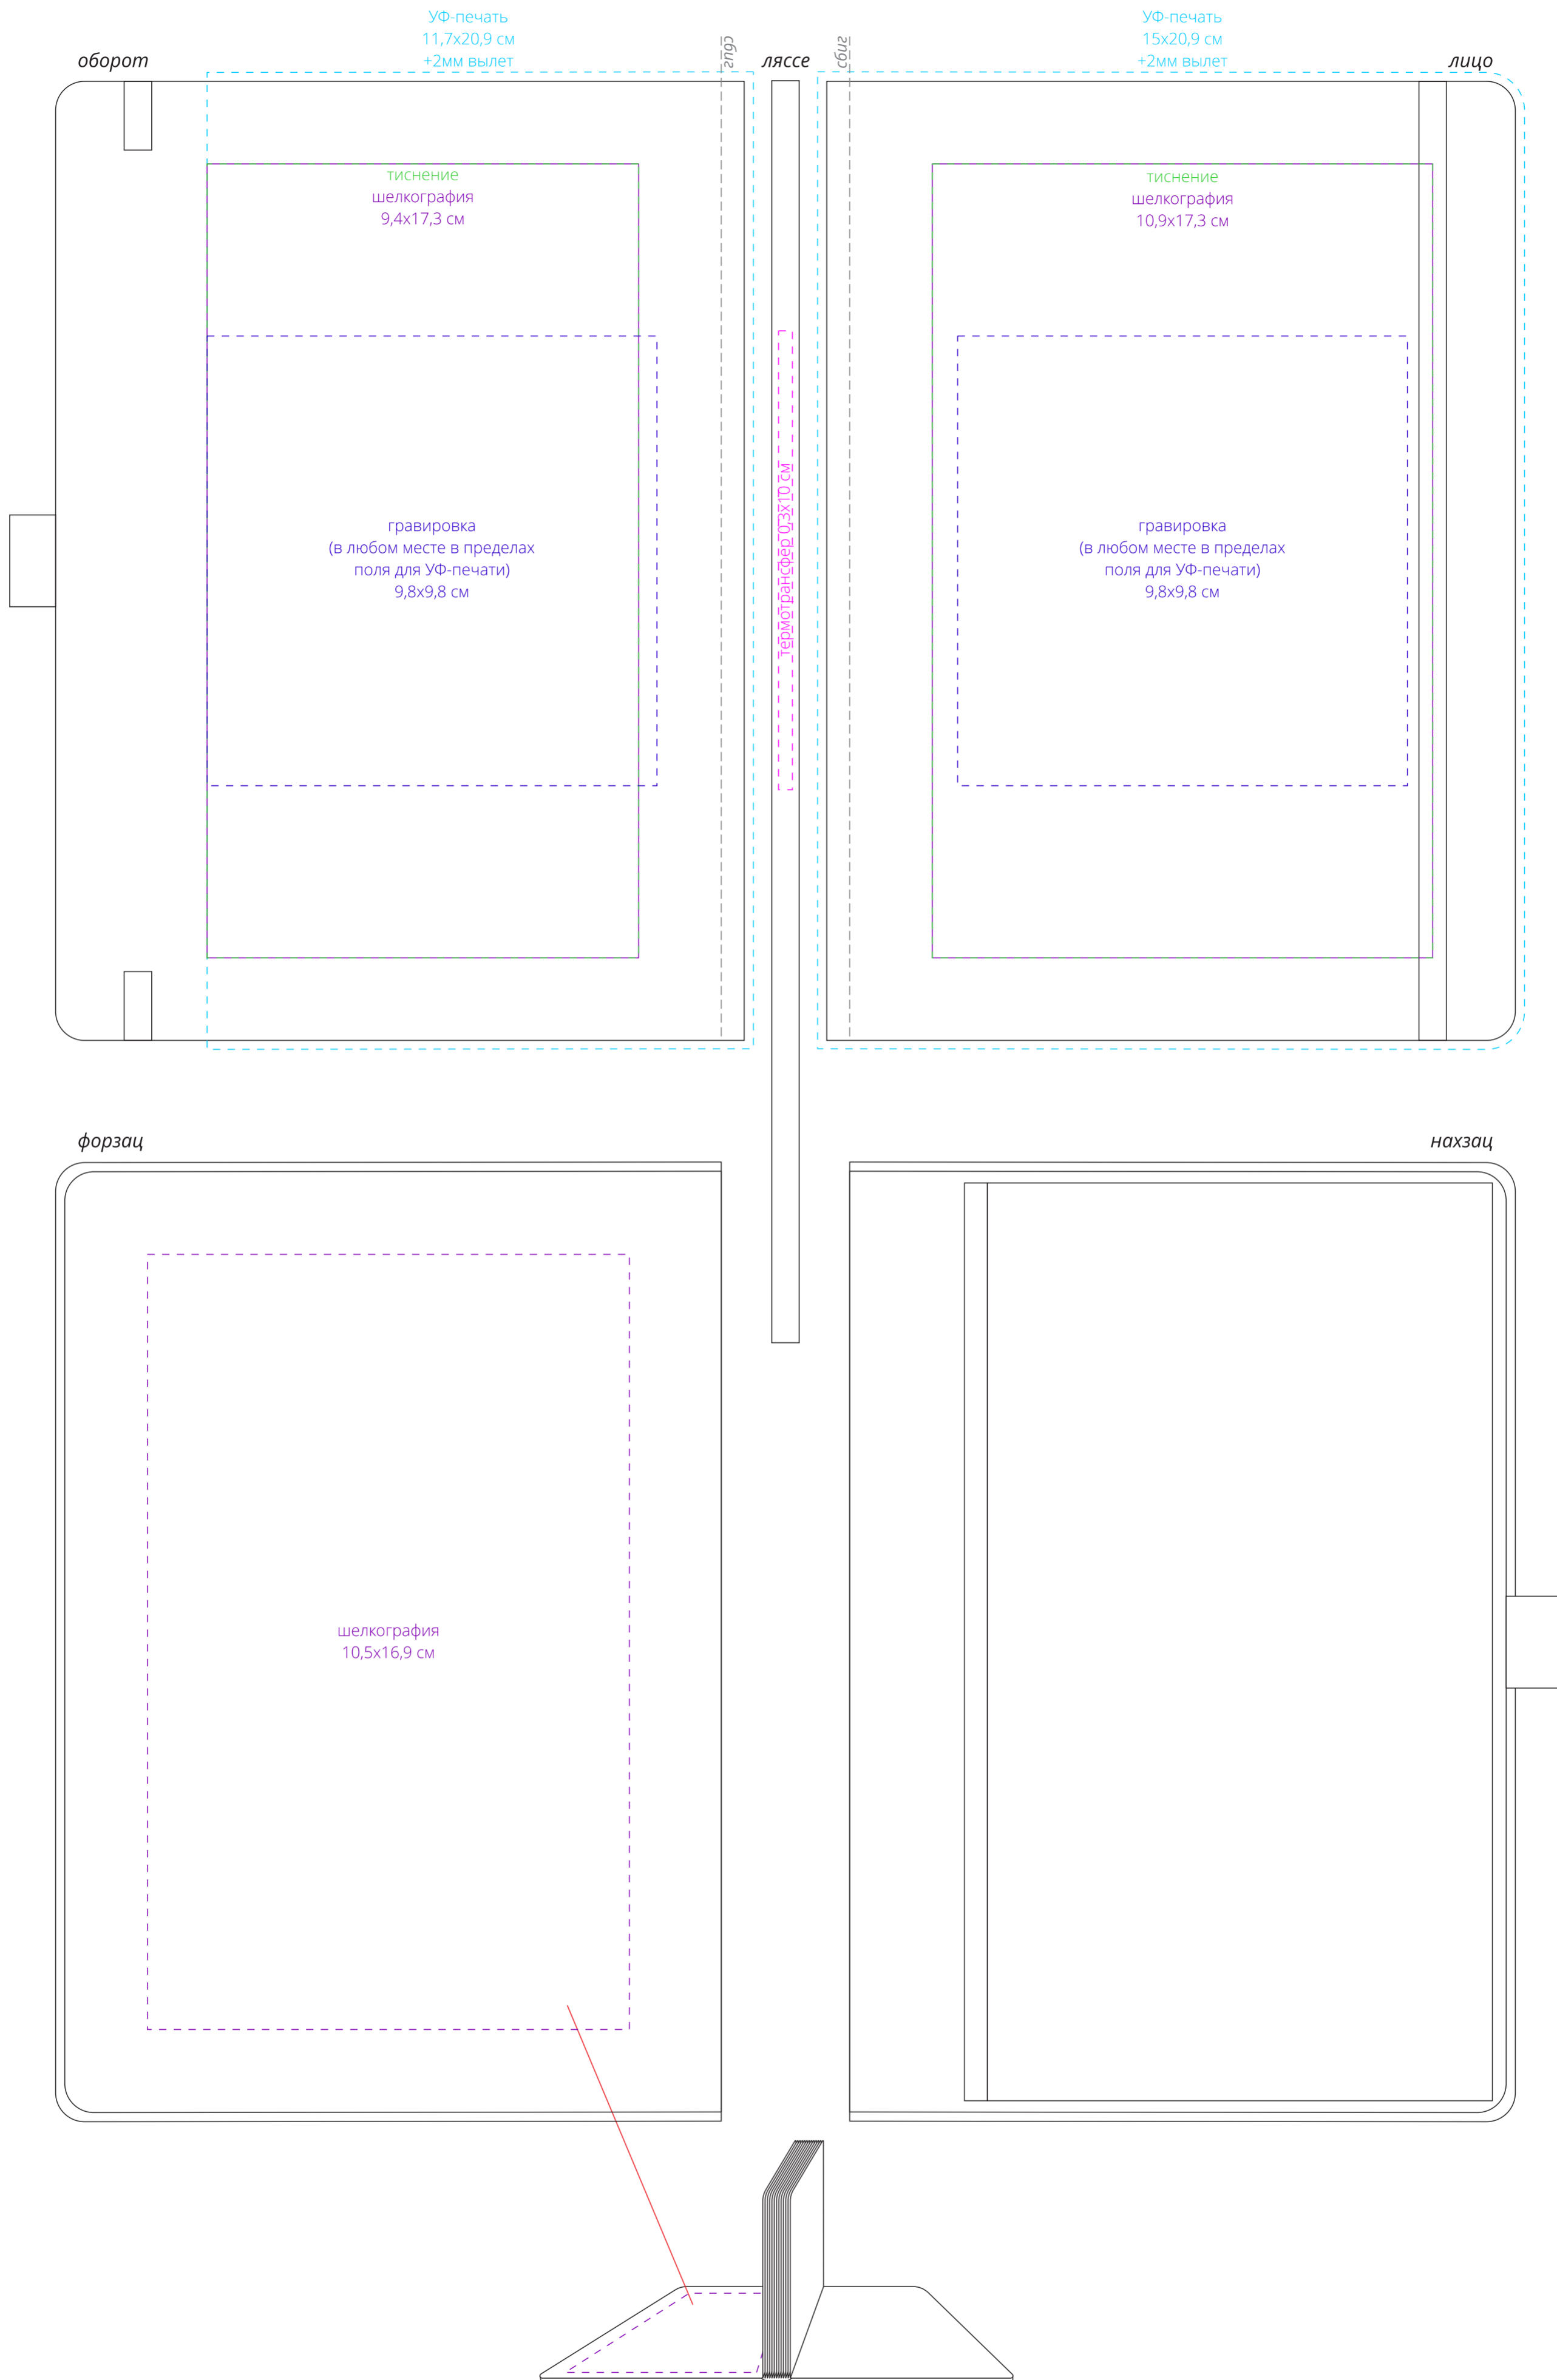 УФ-печать
11,7х20,9 см
+2мм вылет
УФ-печать
15х20,9 см
+2мм вылет
оборот
сгиб
ляссе
сгиб
лицо
тиснение
шелкография
9,4х17,3 см
тиснение
шелкография
10,9х17,3 см
гравировка
(в любом месте в пределах
поля для УФ-печати)
9,8х9,8 см
термотрансфер 0,3х10 см
гравировка
(в любом месте в пределах
поля для УФ-печати)
9,8х9,8 см
форзац
нахзац
шелкография
10,5х16,9 см